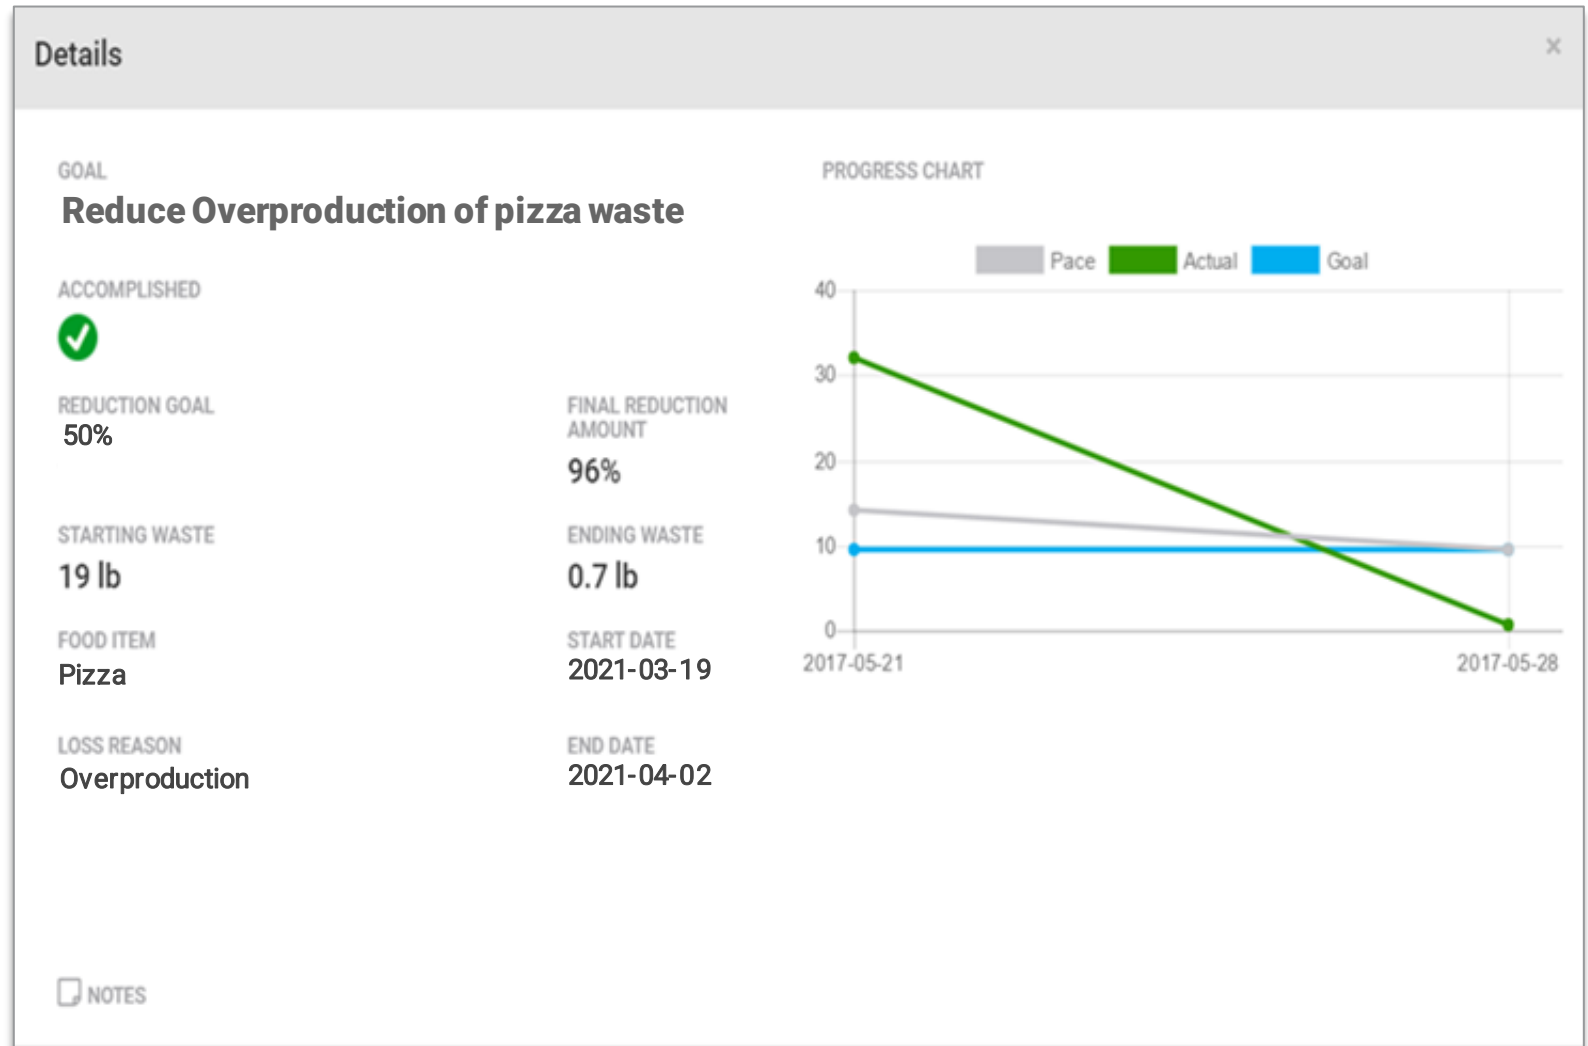 Details
×
GOAL
Reduce Overproduction of pizza waste
ACCOMPLISHED
REDUCTION GOAL
50%
FINAL REDUCTION
AMOUNT
96%
STARTING WASTE
19 lb
ENDING WASTE
0.7 lb
FOOD ITEM
Pizza
START DATE
2021-03-19
LOSS REASON
Overproduction
END DATE
2021-04-02
NOTES
PROGRESS CHART
Pace Actual Goal
40
30
20
10
0
2017-05-21 2017-05-28